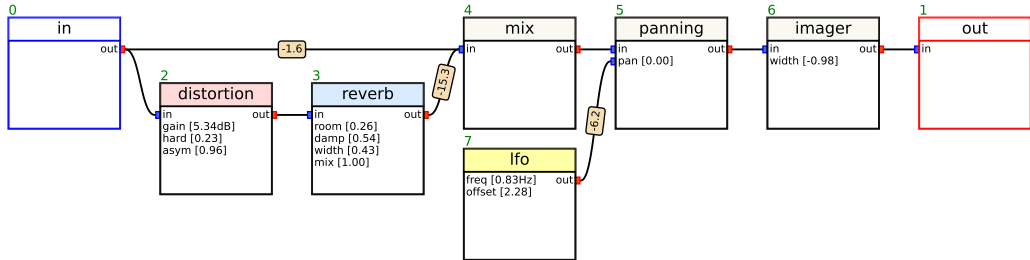 0
in
out
-1.6
2
distortion
in
out
gain [5.34dB]
hard [0.23]
asym [0.96]
3
reverb
in
out
room [0.26]
damp [0.54]
width [0.43]
mix [1.00]
-15.3
4
mix
in
out
7
lfo
freq [0.83Hz]
out
offset [2.28]
-6.2
5
panning
in
out
pan [0.00]
6
imager
in
out
width [-0.98]
1
out
in